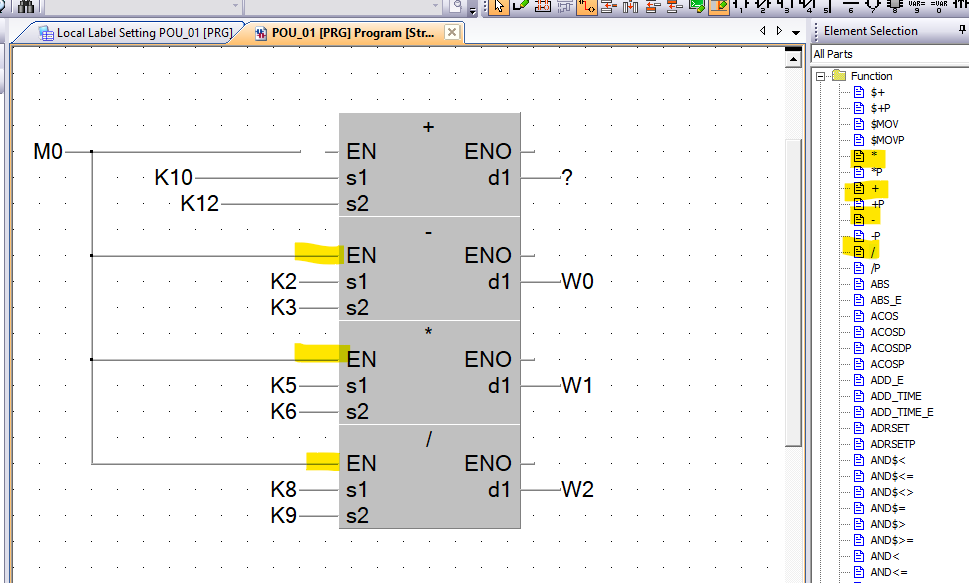 Local Label Setting POU_01 [PRG]
POU_01 [PRG] Program [Str...
Element Selection
All Parts
M0
+
EN ENO
K10 s1 d1 ?
K12 s2
-
EN ENO
K2 s1 d1 W0
K3 s2
*
EN ENO
K5 s1 d1 W1
K6 s2
/
EN ENO
K8 s1 d1 W2
K9 s2
Function
$+
$+P
$MOV
$MOVP
*
*P
+
+P
-
-P
/
/P
ABS
ABS_E
ACOS
ACOSD
ACOSDP
ACOSP
ADD_E
ADD_TIME
ADD_TIME_E
ADRSET
ADRSETP
AND$<
AND$<=
AND$<>
AND$=
AND$>
AND$>=
AND<
AND<=